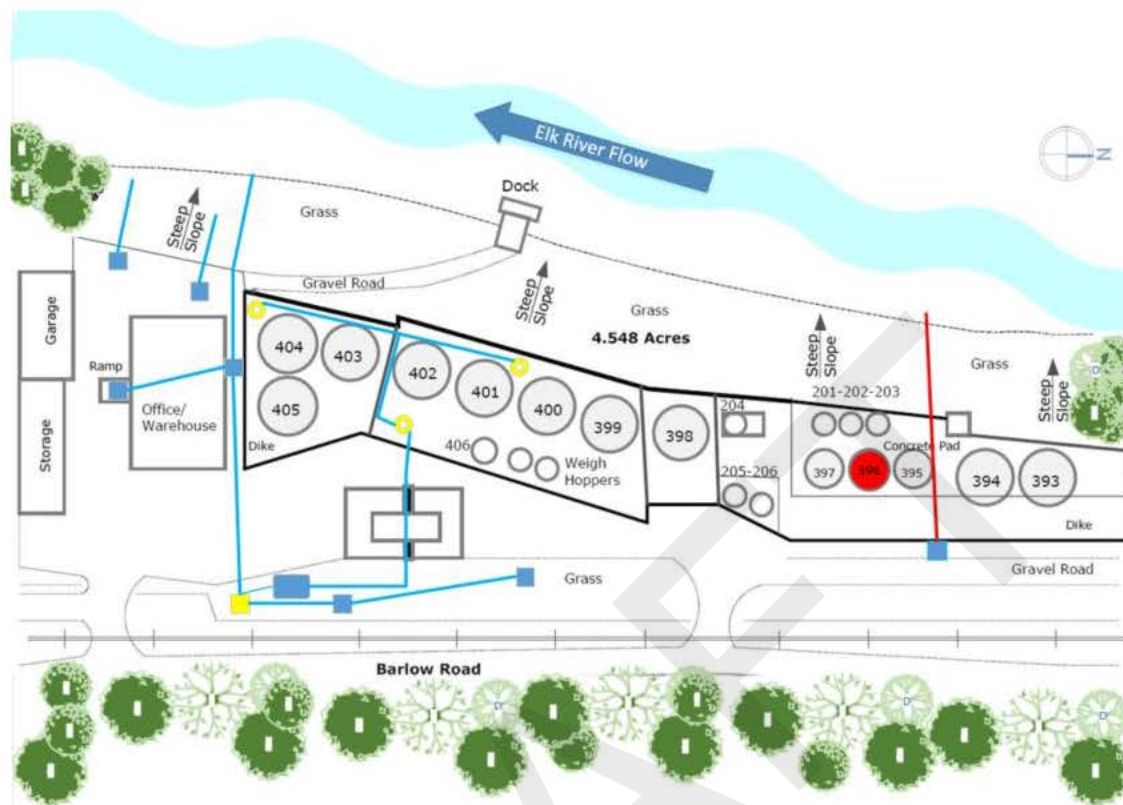 Elk River Flow
N
Dock
Steep
Slope
Grass
Gravel Road
Steep
Slope
Grass
4.548 Acres
Steep
Slope
Grass
Steep
Slope
D
Garage
Ramp
Storage
Office/
Warehouse
404
403
405
Dike
402
401
400
399
406
Weigh
Hoppers
398
204
205-206
201-202-203
Concrete Pad
397
396
395
394
393
Dike
Gravel Road
Grass
Barlow Road
D
D
D